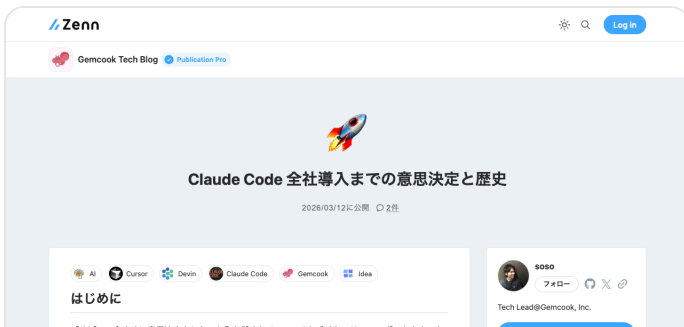 Zenn
Log in
Gemcook Tech Blog Publication Pro
Claude Code 全社導入までの意思決定と歴史
2026/03/12に公開 2件
AI Cursor Devin Claude Code Gemcook Idea
はじめに
soso
フォロー
Tech Lead@Gemcook, Inc.